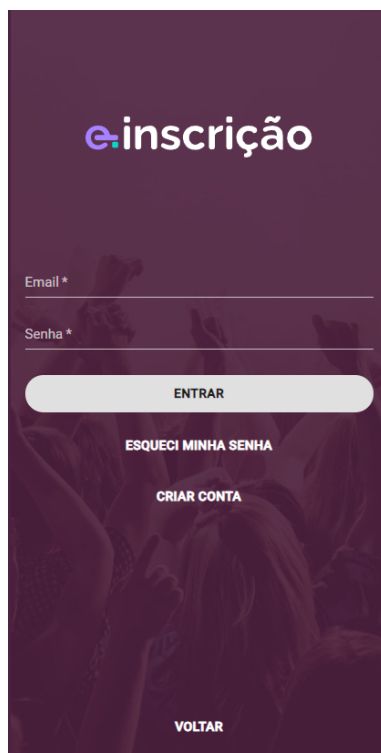 e-inscrição
Email *
Senha *
ENTRAR
ESQUECI MINHA SENHA
CRIAR CONTA
VOLTAR